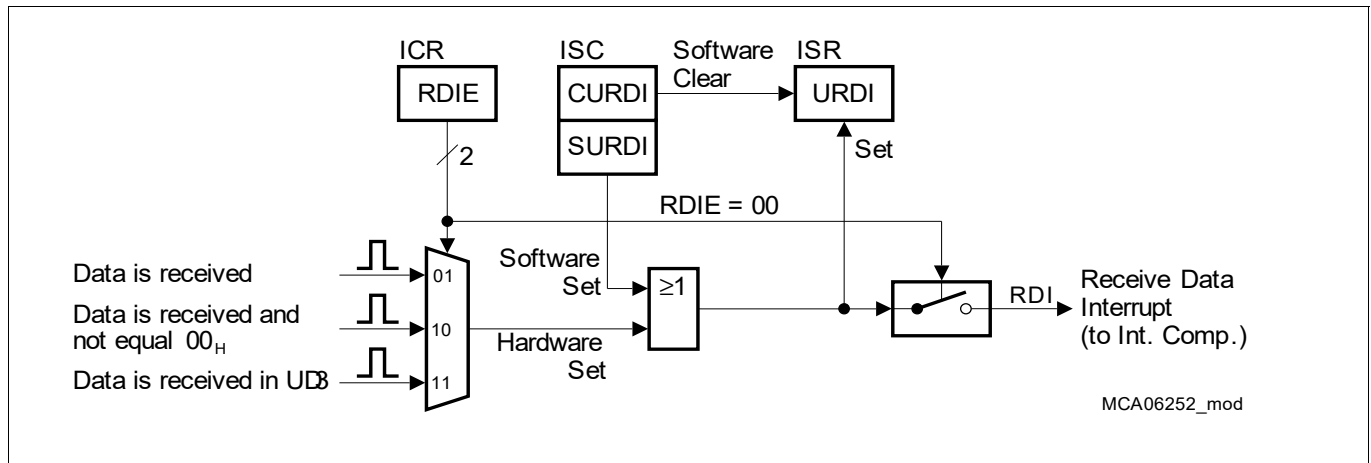 ICR
ISC
Software
Clear
ISR
RDIE
CURDI
URDI
SURDI
2
Set
RDIE = 00
Data is received
01
Software
Set
≥1
RDI
Receive Data
Interrupt
(to Int. Comp.)
Data is received and
not equal 00H
10
Hardware
Set
Data is received in UD3
11
MCA06252_mod